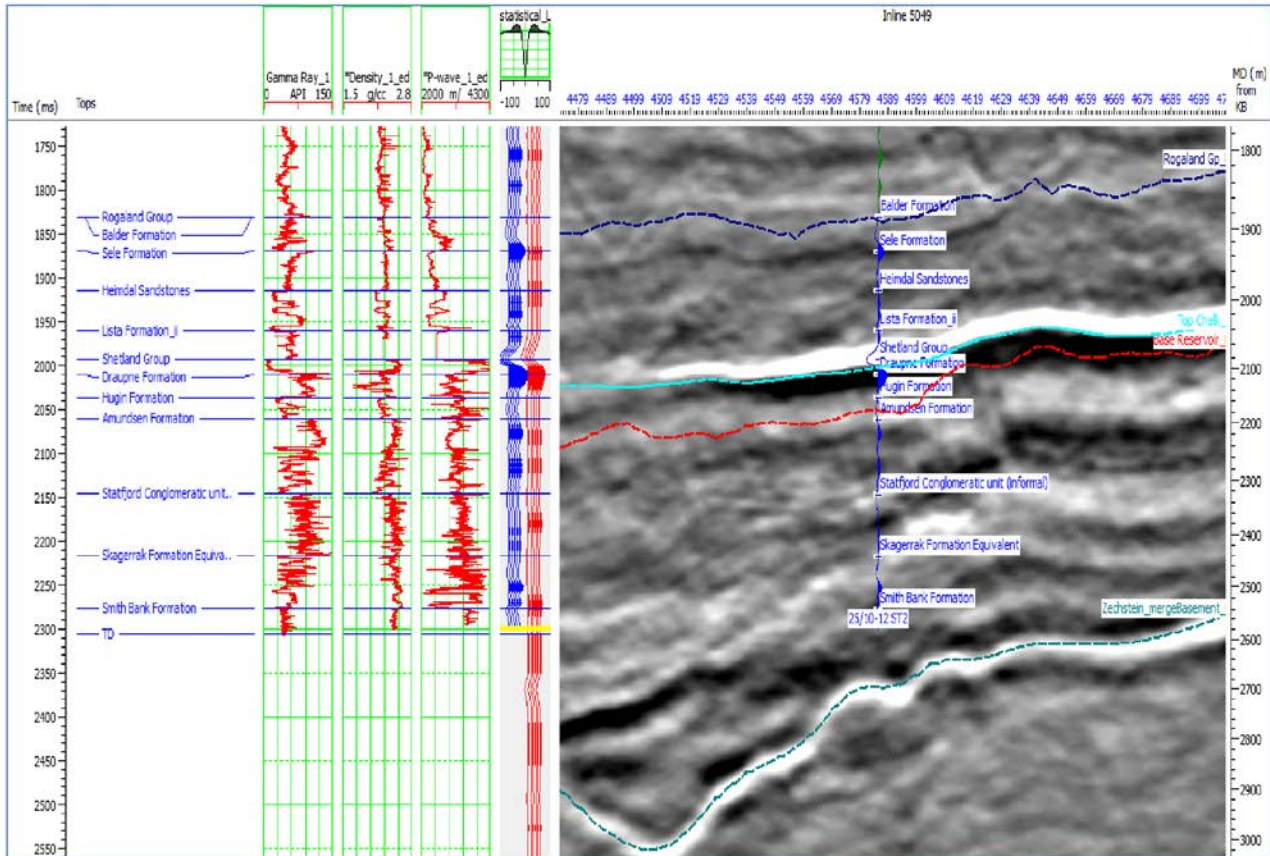 statistical_L
Inline 5049
Gamma Ray_1
*Density_1_ed
*P-wave_1_ed
MD (m)
from
KB
Time (ms)
Tops
0 API 150
1.5 g/cc 2.8
2000 m/ 4300
-100 100
4479 4489 4499 4509 4519 4529 4539 4549 4559 4569 4579 4589 4599 4609 4619 4629 4639 4649 4659 4669 4679 4689 4699 47
1750
1800
1850
1900
1950
2000
2050
2100
2150
2200
2250
2300
2350
2400
2450
2500
2550
Rogaland Group
Balder Formation
Sele Formation
Heimdal Sandstones
Lista Formation_ii
Shetland Group
Draupne Formation
Hugin Formation
Amundsen Formation
Statfjord Conglomeratic unit..
Skagerrak Formation Equiva..
Smith Bank Formation
TD
Rogaland Gp_
Balder Formation
Sele Formation
Heimdal Sandstones
Lista Formation_ii
Top Chalk_
Base Reservoir_
Shetland Group
Draupne Formation
Hugin Formation
Amundsen Formation
Statfjord Conglomeratic unit (informal)
Skagerrak Formation Equivalent
Smith Bank Formation
25/10-12 ST2
Zechstein_mergeBasement_
1800
1900
2000
2100
2200
2300
2400
2500
2600
2700
2800
2900
3000